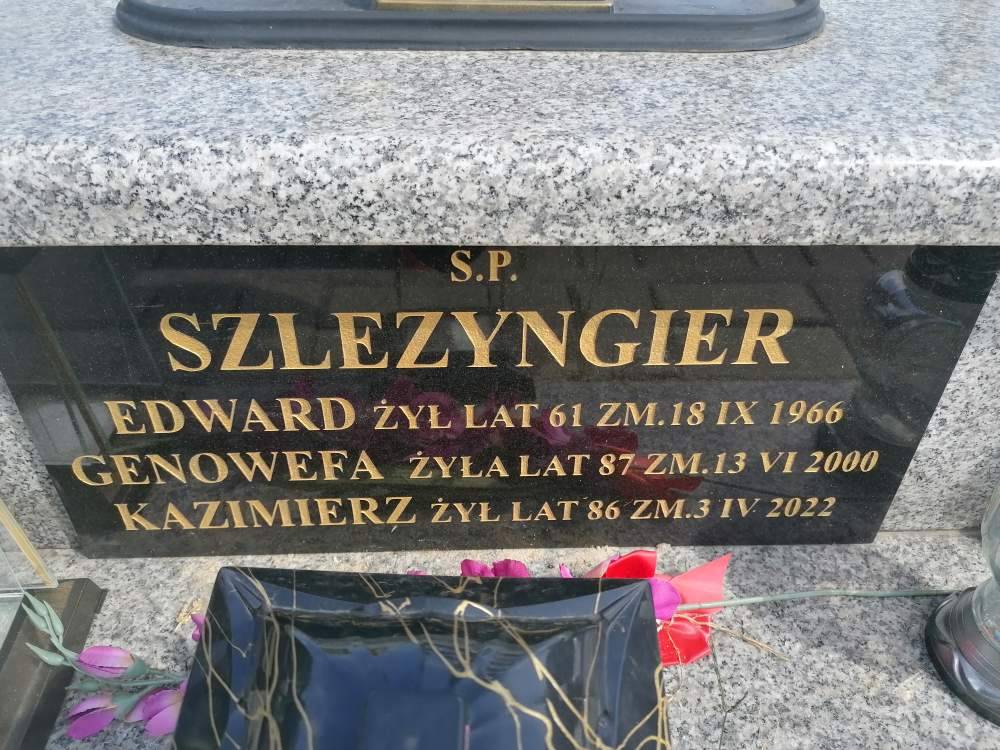 S.P.
SZLEZYNGIER
EDWARD ŻYŁ LAT 61 ZM.18 IX 1966
GENOWEFA ŻYŁA LAT 87 ZM.13 VI 2000
KAZIMIERZ ŻYŁ LAT 86 ZM.3 IV 2022